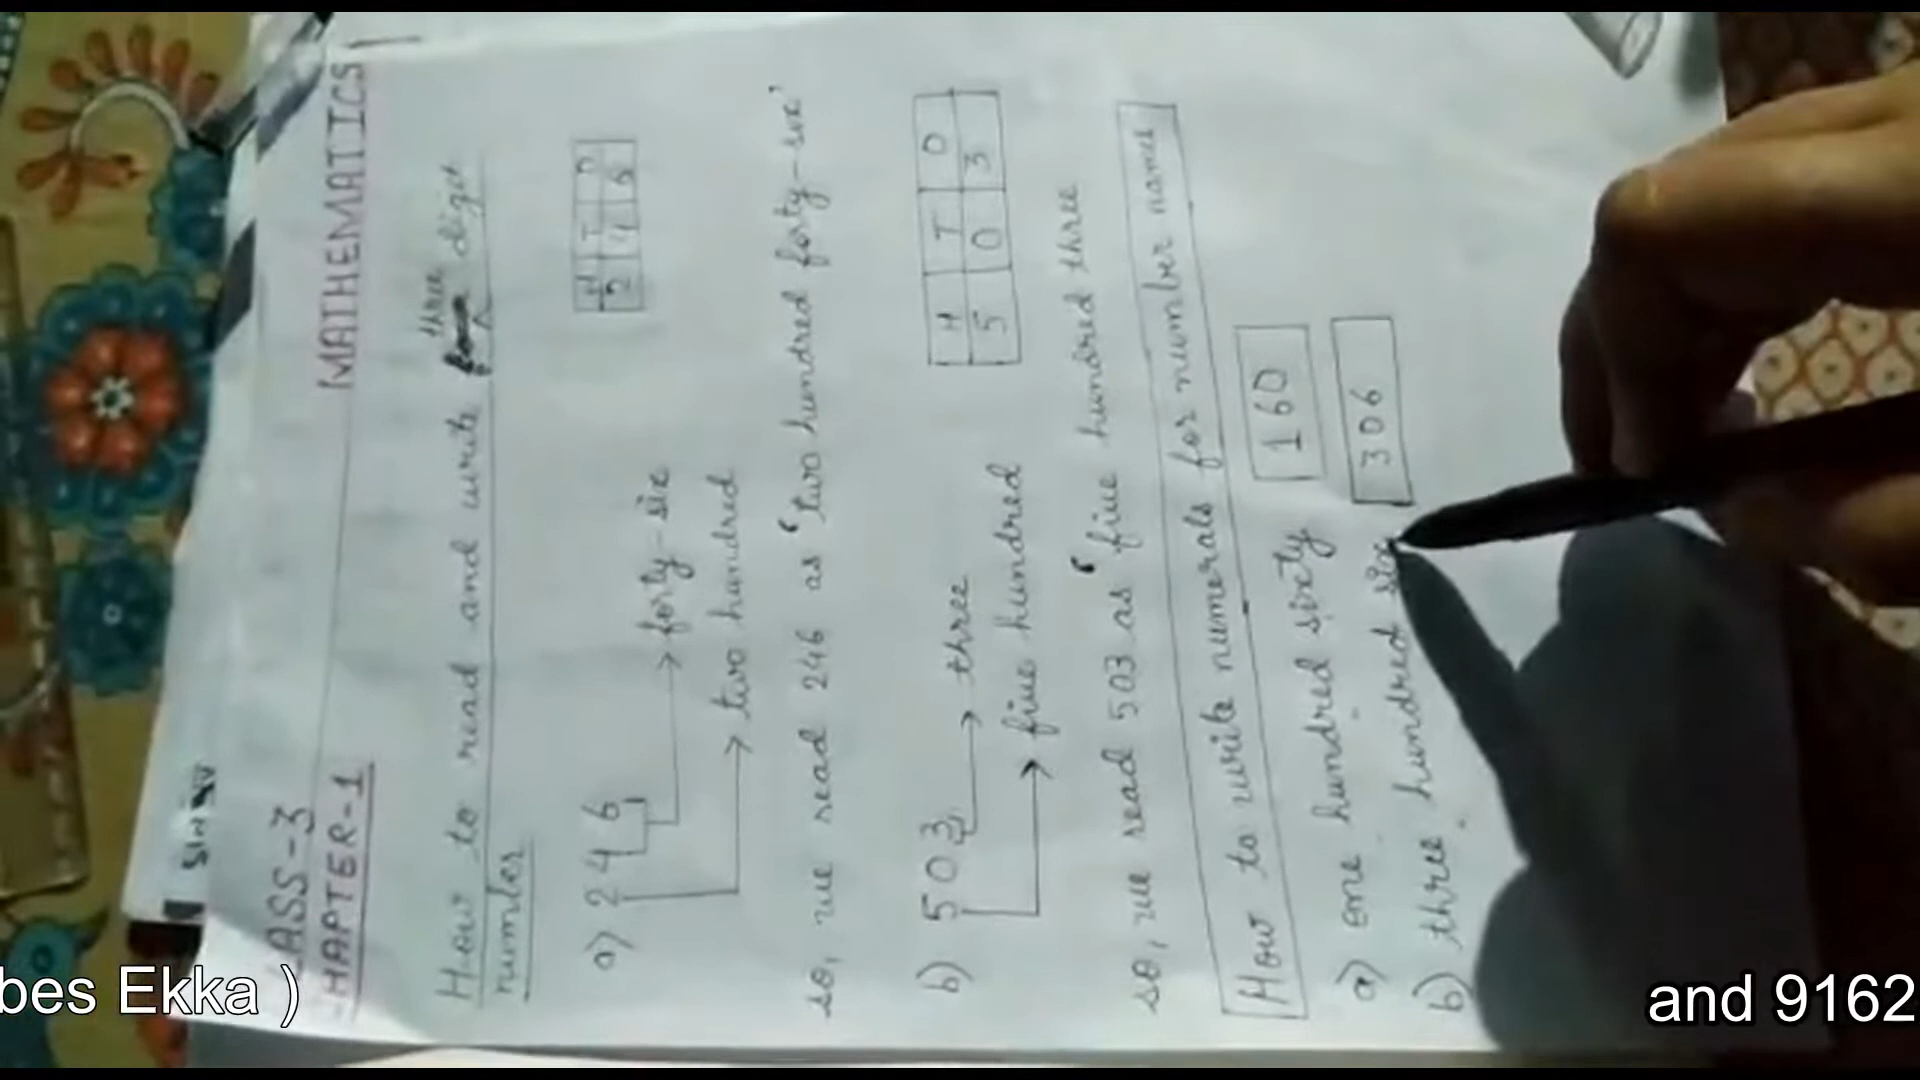 CLASS-3
MATHEMATICS
CHAPTER-1
How to read and write three digit
number
a) 246
forty-six
two hundred
H T O
2 4 6
so, we read 246 as 'two hundred forty-six'
b) 503
three
five hundred
H T O
5 0 3
so, we read 503 as 'five hundred three
How to write numerals for number names
a) one hundred sixty
160
b) three hundred six
306
bes Ekka )
and 9162